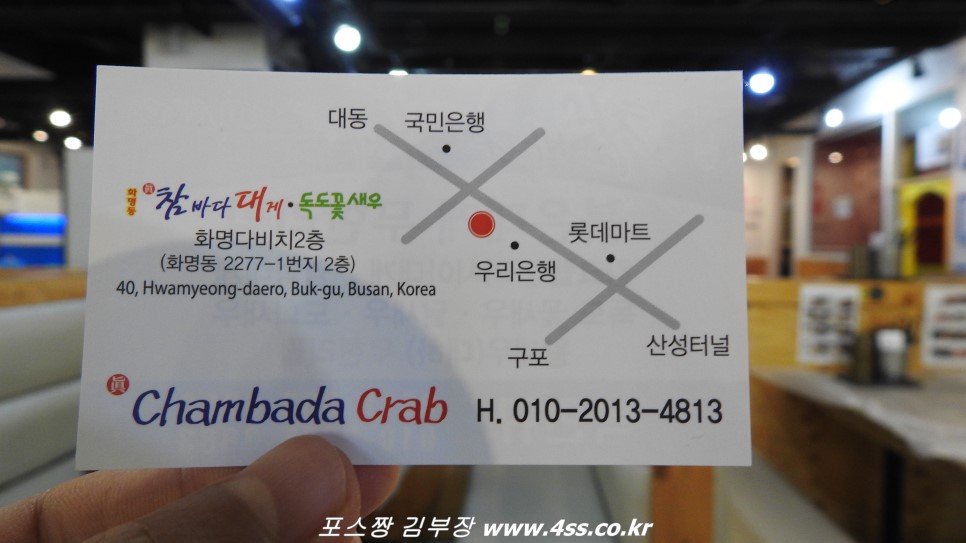 대동
국민은행
화명동 眞 참바다 대게·독도꽃새우
화명다비치2층
(화명동 2277-1번지 2층)
40, Hwamyeong-daero, Buk-gu, Busan, Korea
롯데마트
우리은행
구포
산성터널
眞 Chambada Crab H. 010-2013-4813
포스짱 김부장 www.4ss.co.kr